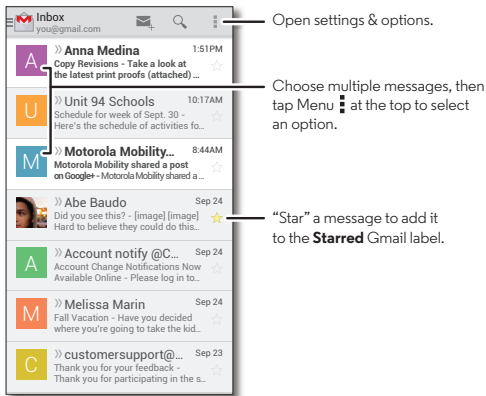 Inbox
you@gmail.com
A
» Anna Medina 1:51PM
Copy Revisions - Take a look at
the latest print proofs (attached) ...
U
» Unit 94 Schools 10:17AM
Schedule for week of Sept. 30 -
Here's the schedule of activities fo...
M
» Motorola Mobility... 8:44AM
Motorola Mobility shared a post
on Google+ - Motorola Mobility shared a ...
» Abe Baudo Sep 24
Did you see this? - [image] [image]
Hard to believe they could do this...
A
» Account notify @C... Sep 24
Account Change Notifications Now
Available Online - Please log in to...
M
» Melissa Marin Sep 24
Fall Vacation - Have you decided
where you're going to take the kid...
C
» customersupport@... Sep 23
Thank you for your feedback -
Thank you for participating in the s...
Open settings & options.
Choose multiple messages, then
tap Menu at the top to select
an option.
"Star" a message to add it
to the Starred Gmail label.